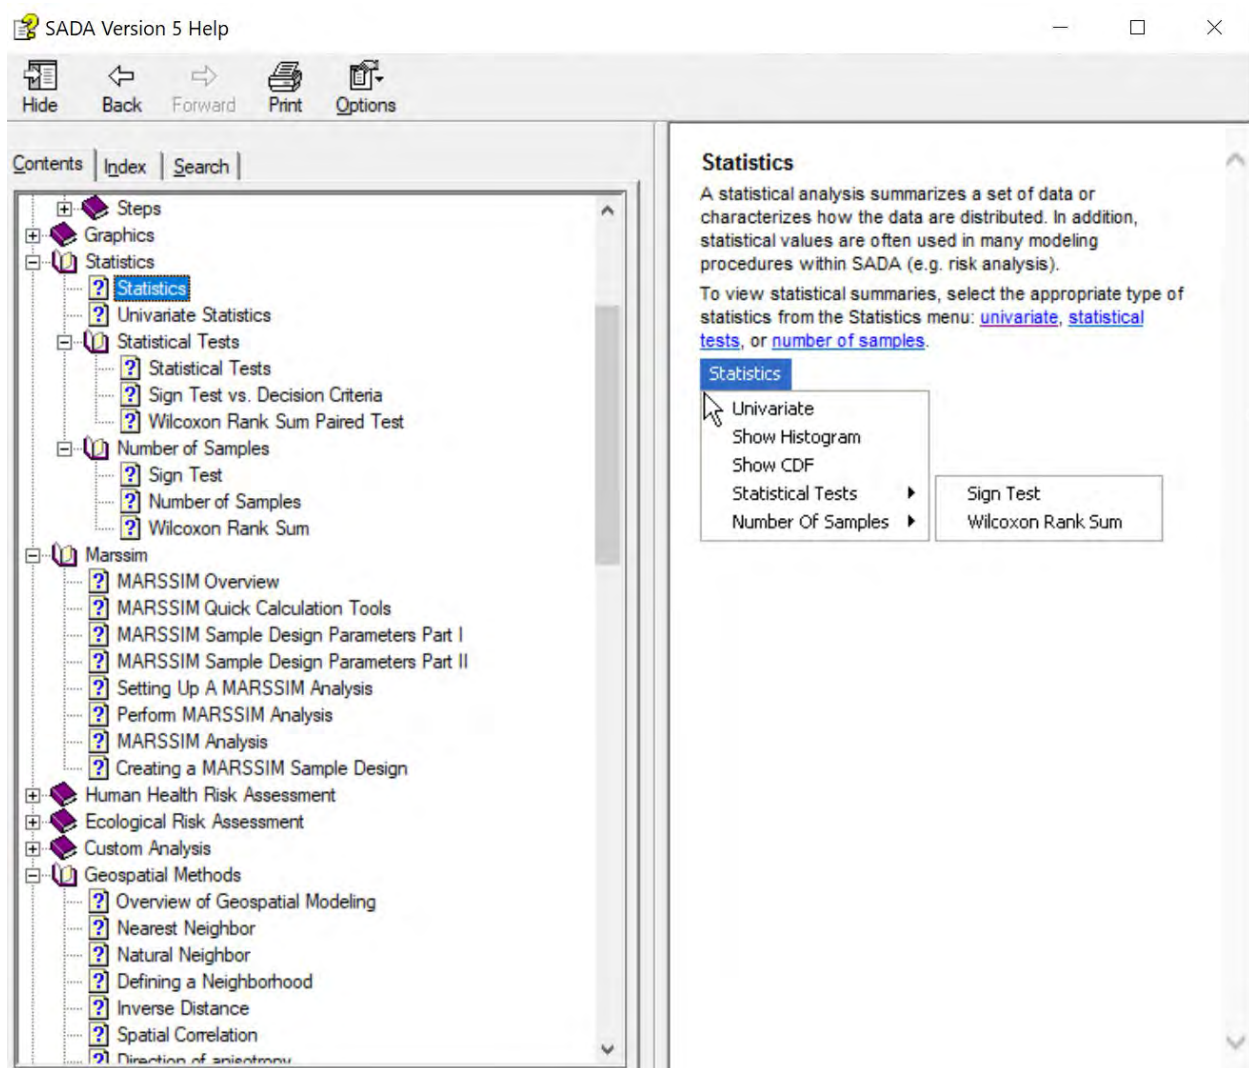 SADA Version 5 Help
Hide Back Forward Print Options
Contents Index Search
Steps
Graphics
Statistics
Statistics
Univariate Statistics
Statistical Tests
Statistical Tests
Sign Test vs. Decision Criteria
Wilcoxon Rank Sum Paired Test
Number of Samples
Sign Test
Number of Samples
Wilcoxon Rank Sum
Marssim
MARSSIM Overview
MARSSIM Quick Calculation Tools
MARSSIM Sample Design Parameters Part I
MARSSIM Sample Design Parameters Part II
Setting Up A MARSSIM Analysis
Perform MARSSIM Analysis
MARSSIM Analysis
Creating a MARSSIM Sample Design
Human Health Risk Assessment
Ecological Risk Assessment
Custom Analysis
Geospatial Methods
Overview of Geospatial Modeling
Nearest Neighbor
Natural Neighbor
Defining a Neighborhood
Inverse Distance
Spatial Correlation
Direction of anisotropy
Statistics
A statistical analysis summarizes a set of data or
characterizes how the data are distributed. In addition,
statistical values are often used in many modeling
procedures within SADA (e.g. risk analysis).
To view statistical summaries, select the appropriate type of
statistics from the Statistics menu: univariate, statistical
tests, or number of samples.
Statistics
Univariate
Show Histogram
Show CDF
Statistical Tests
Number Of Samples
Sign Test
Wilcoxon Rank Sum